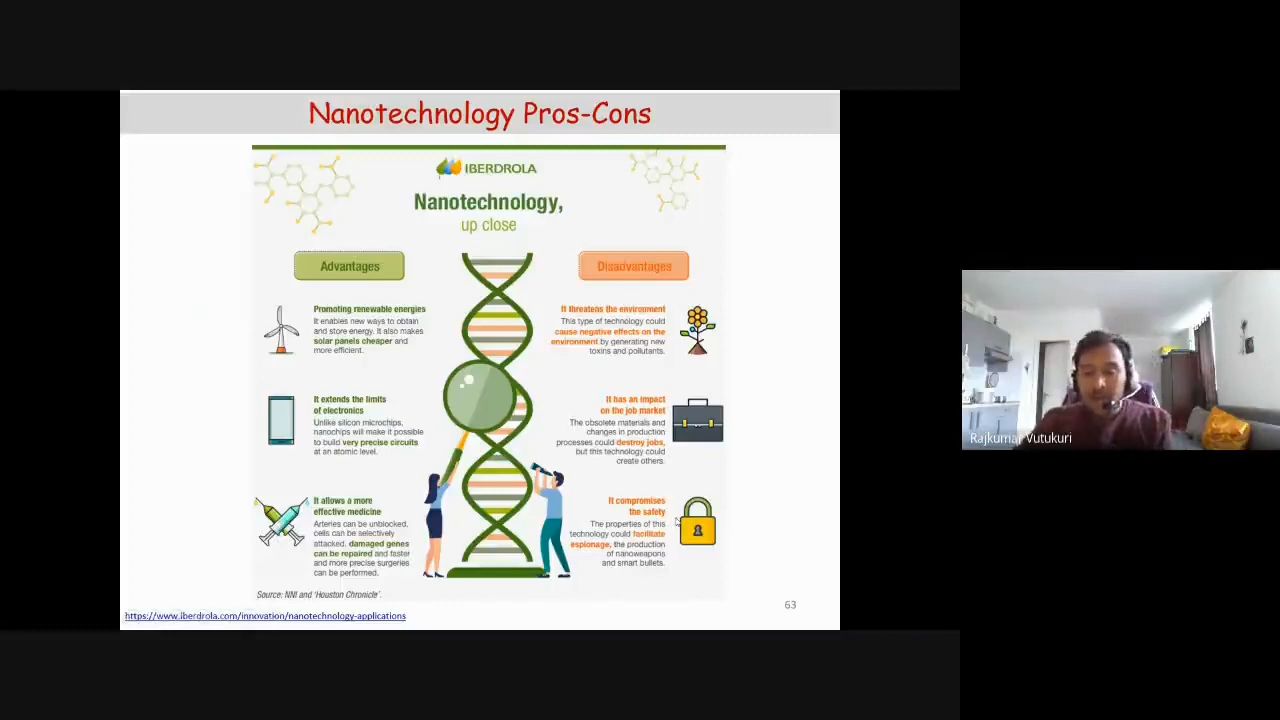 Nanotechnology Pros-Cons
IBERDROLA
Nanotechnology,
up close
Advantages
Promoting renewable energies
It enables new ways to obtain
and store energy. It also makes
solar panels cheaper and
more efficient.
It extends the limits
of electronics
Unlike silicon microchips,
nanochips will make it possible
to build very precise circuits
at an atomic level.
It allows a more
effective medicine
Arteries can be unblocked,
cells can be selectively
attacked, damaged genes
can be repaired and faster
and more precise surgeries
can be performed.
Disadvantages
It threatens the environment
This type of technology could
cause negative effects on the
environment by generating new
toxins and pollutants.
It has an impact
on the job market
The obsolete materials and
changes in production
processes could destroy jobs,
but this technology could
create others.
It compromises
the safety
The properties of this
technology could facilitate
espionage, the production
of nanoweapons
and smart bullets.
Source: NNI and 'Houston Chronicle'.
https://www.iberdrola.com/innovation/nanotechnology-applications
63
Rajkumar Vutukuri